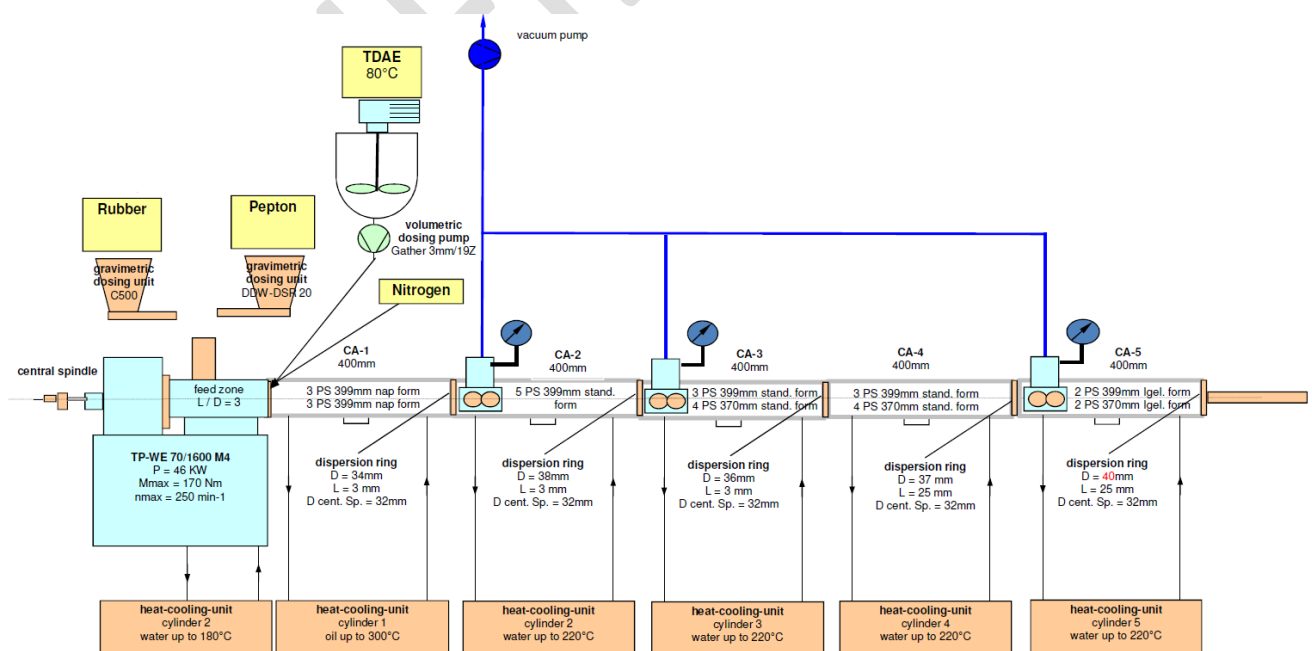 vacuum pump
TDAE
80°C
Rubber
Pepton
volumetric
dosing pump
Gather 3mm/19Z
gravimetric
dosing unit
C500
gravimetric
dosing unit
DDW-DSR 20
Nitrogen
central spindle
feed zone
L / D = 3
CA-1
400mm
CA-2
400mm
CA-3
400mm
CA-4
400mm
CA-5
400mm
3 PS 399mm nap form
3 PS 399mm nap form
5 PS 399mm stand.
form
3 PS 399mm stand. form
4 PS 370mm stand. form
3 PS 399mm stand. form
4 PS 370mm stand. form
2 PS 399mm Igel. form
2 PS 370mm Igel. form
TP-WE 70/1600 M4
P = 46 KW
Mmax = 170 Nm
nmax = 250 min-1
dispersion ring
D = 34mm
L = 3 mm
D cent. Sp. = 32mm
dispersion ring
D = 38mm
L = 3 mm
D cent. Sp. = 32mm
dispersion ring
D = 36mm
L = 3 mm
D cent. Sp. = 32mm
dispersion ring
D = 37 mm
L = 25 mm
D cent. Sp. = 32mm
dispersion ring
D = 40mm
L = 25 mm
D cent. Sp. = 32mm
heat-cooling-unit
cylinder 2
water up to 180°C
heat-cooling-unit
cylinder 1
oil up to 300°C
heat-cooling-unit
cylinder 2
water up to 220°C
heat-cooling-unit
cylinder 3
water up to 220°C
heat-cooling-unit
cylinder 4
water up to 220°C
heat-cooling-unit
cylinder 5
water up to 220°C